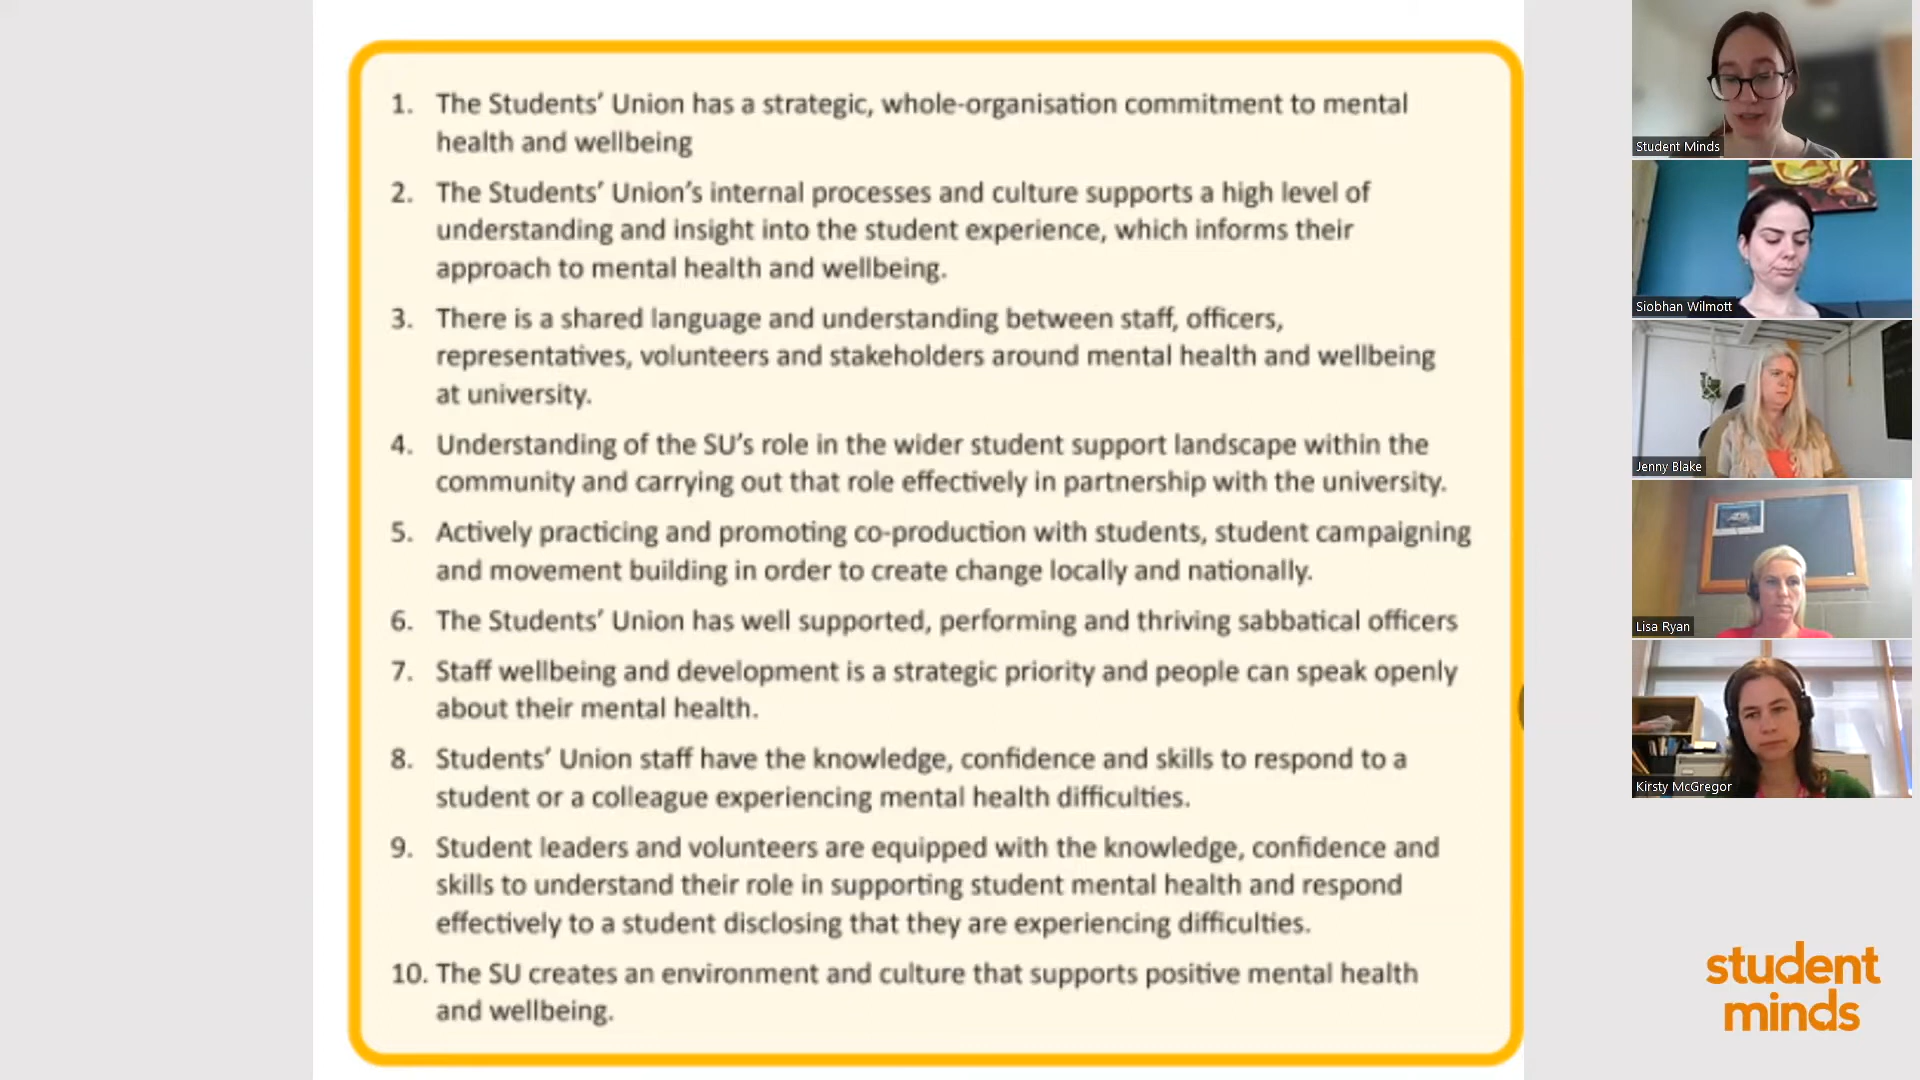 1. The Students' Union has a strategic, whole-organisation commitment to mental
health and wellbeing
2. The Students' Union's internal processes and culture supports a high level of
understanding and insight into the student experience, which informs their
approach to mental health and wellbeing.
3. There is a shared language and understanding between staff, officers,
representatives, volunteers and stakeholders around mental health and wellbeing
at university.
4. Understanding of the SU's role in the wider student support landscape within the
community and carrying out that role effectively in partnership with the university.
5. Actively practicing and promoting co-production with students, student campaigning
and movement building in order to create change locally and nationally.
6. The Students' Union has well supported, performing and thriving sabbatical officers
7. Staff wellbeing and development is a strategic priority and people can speak openly
about their mental health.
8. Students' Union staff have the knowledge, confidence and skills to respond to a
student or a colleague experiencing mental health difficulties.
9. Student leaders and volunteers are equipped with the knowledge, confidence and
skills to understand their role in supporting student mental health and respond
effectively to a student disclosing that they are experiencing difficulties.
10. The SU creates an environment and culture that supports positive mental health
and wellbeing.
Student Minds
Siobhan Wilmott
Jenny Blake
Lisa Ryan
Kirsty McGregor
student
minds